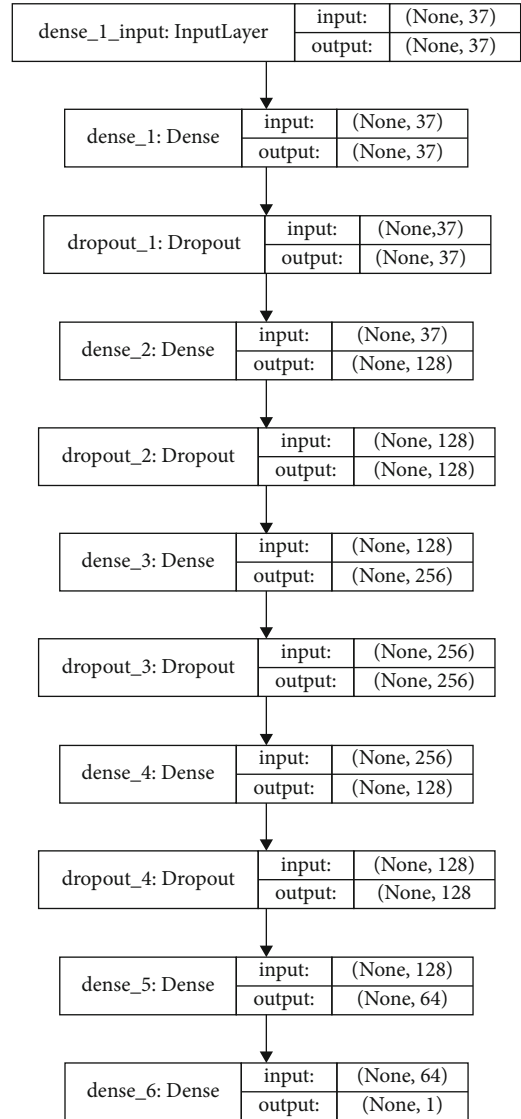 dense_1_input: InputLayer
input: (None, 37)
output: (None, 37)
dense_1: Dense
input: (None, 37)
output: (None, 37)
dropout_1: Dropout
input: (None,37)
output: (None, 37)
dense_2: Dense
input: (None, 37)
output: (None, 128)
dropout_2: Dropout
input: (None, 128)
output: (None, 128)
dense_3: Dense
input: (None, 128)
output: (None, 256)
dropout_3: Dropout
input: (None, 256)
output: (None, 256)
dense_4: Dense
input: (None, 256)
output: (None, 128)
dropout_4: Dropout
input: (None, 128)
output: (None, 128
dense_5: Dense
input: (None, 128)
output: (None, 64)
dense_6: Dense
input: (None, 64)
output: (None, 1)